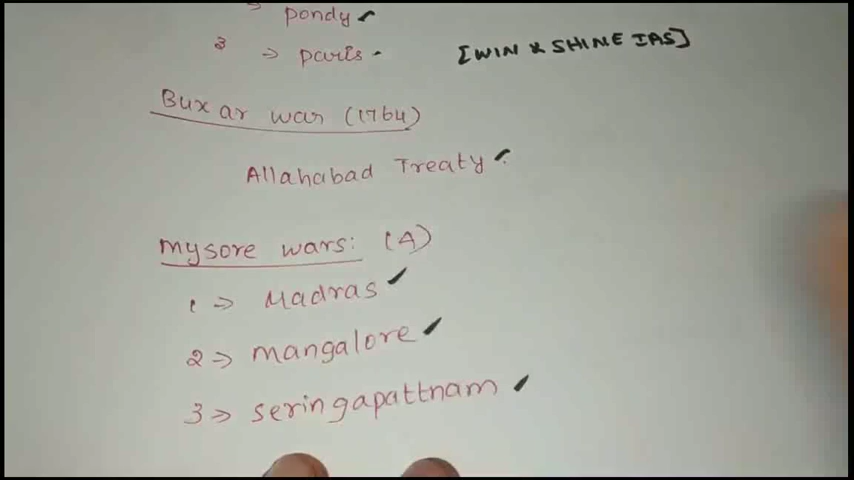 → pondy
3 → paris
[WIN & SHINE IAS]
Buxar war (1764)
Allahabad Treaty
Mysore wars: (4)
1 → Madras
2 → mangalore
3 → seringapattnam